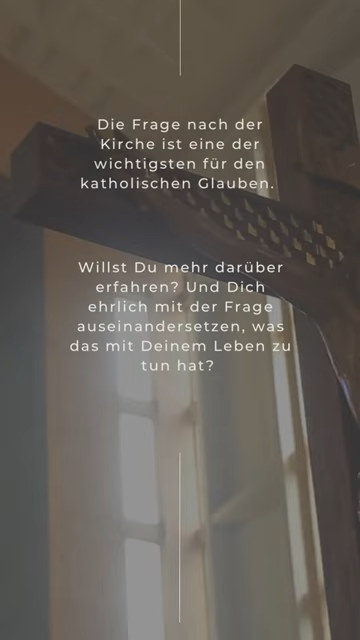 Die Frage nach der
Kirche ist eine der
wichtigsten für den
katholischen Glauben.
Willst Du mehr darüber
erfahren? Und Dich
ehrlich mit der Frage
auseinandersetzen, was
das mit Deinem Leben zu
tun hat?